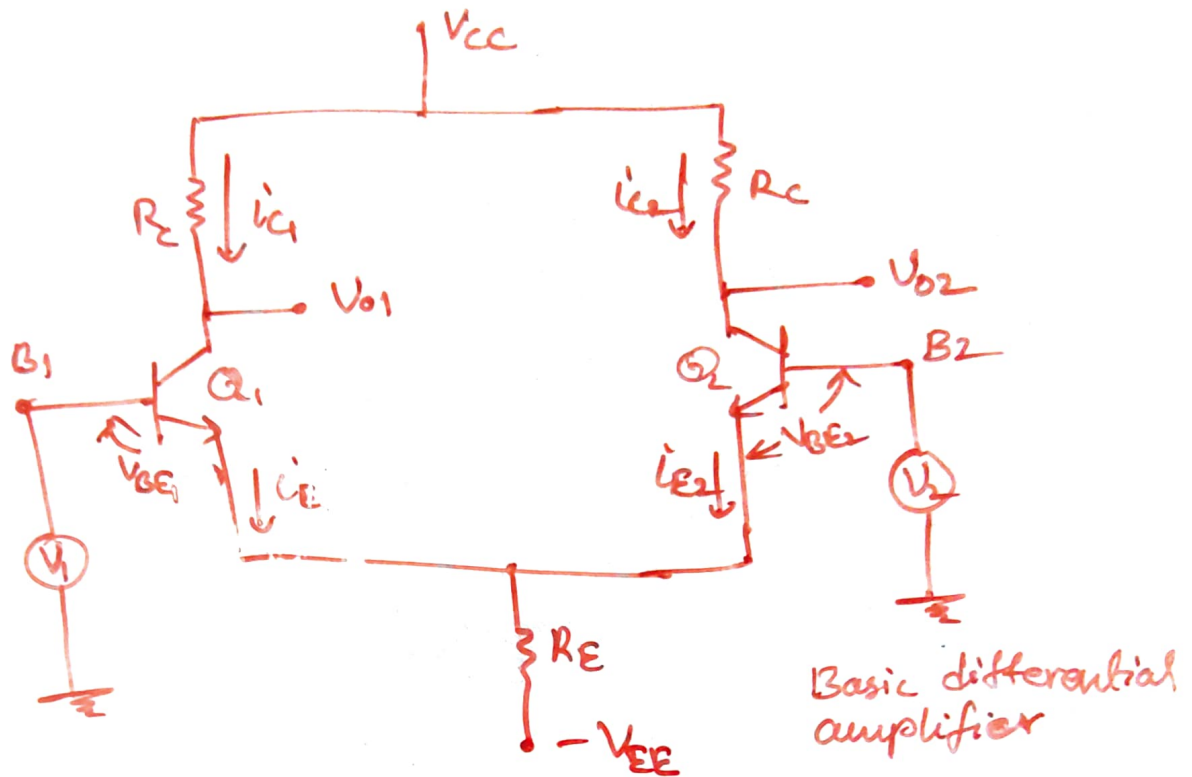 VCC
RC
iC1
iC2
RC
Vo1
Vo2
B1
Q1
Q2
B2
VBE1
iE
iE2
VBE2
V1
V2
RE
- VEE
Basic differential
amplifier